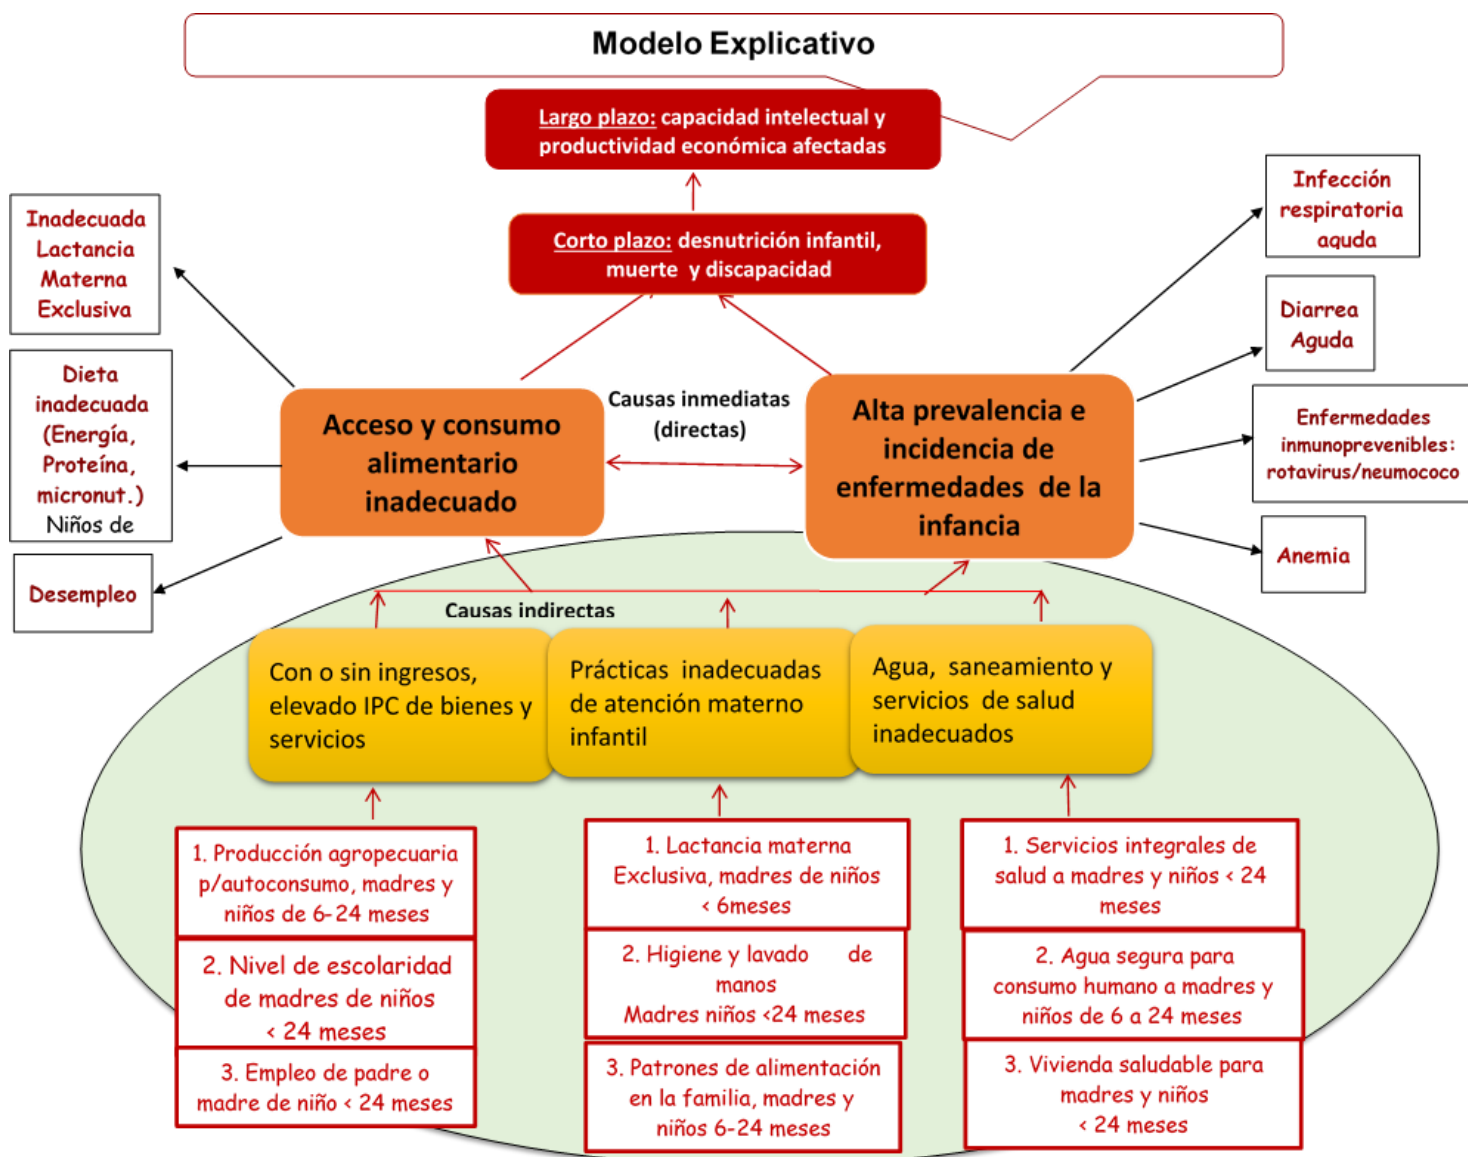 Modelo Explicativo
Largo plazo: capacidad intelectual y
productividad económica afectadas
Corto plazo: desnutrición infantil,
muerte y discapacidad
Inadecuada
Lactancia
Materna
Exclusiva
Dieta
inadecuada
(Energía,
Proteína,
micronut.)
Niños de
Desempleo
Acceso y consumo
alimentario
inadecuado
Causas inmediatas
(directas)
Alta prevalencia e
incidencia de
enfermedades de la
infancia
Infección
respiratoria
aguda
Diarrea
Aguda
Enfermedades
inmunoprevenibles:
rotavirus/neumococo
Anemia
Causas indirectas
Con o sin ingresos,
elevado IPC de bienes y
servicios
Prácticas inadecuadas
de atención materno
infantil
Agua, saneamiento y
servicios de salud
inadecuados
1. Producción agropecuaria
p/autoconsumo, madres y
niños de 6-24 meses
2. Nivel de escolaridad
de madres de niños
< 24 meses
3. Empleo de padre o
madre de niño < 24 meses
1. Lactancia materna
Exclusiva, madres de niños
< 6meses
2. Higiene y lavado de
manos
Madres niños <24 meses
3. Patrones de alimentación
en la familia, madres y
niños 6-24 meses
1. Servicios integrales de
salud a madres y niños < 24
meses
2. Agua segura para
consumo humano a madres y
niños de 6 a 24 meses
3. Vivienda saludable para
madres y niños
< 24 meses